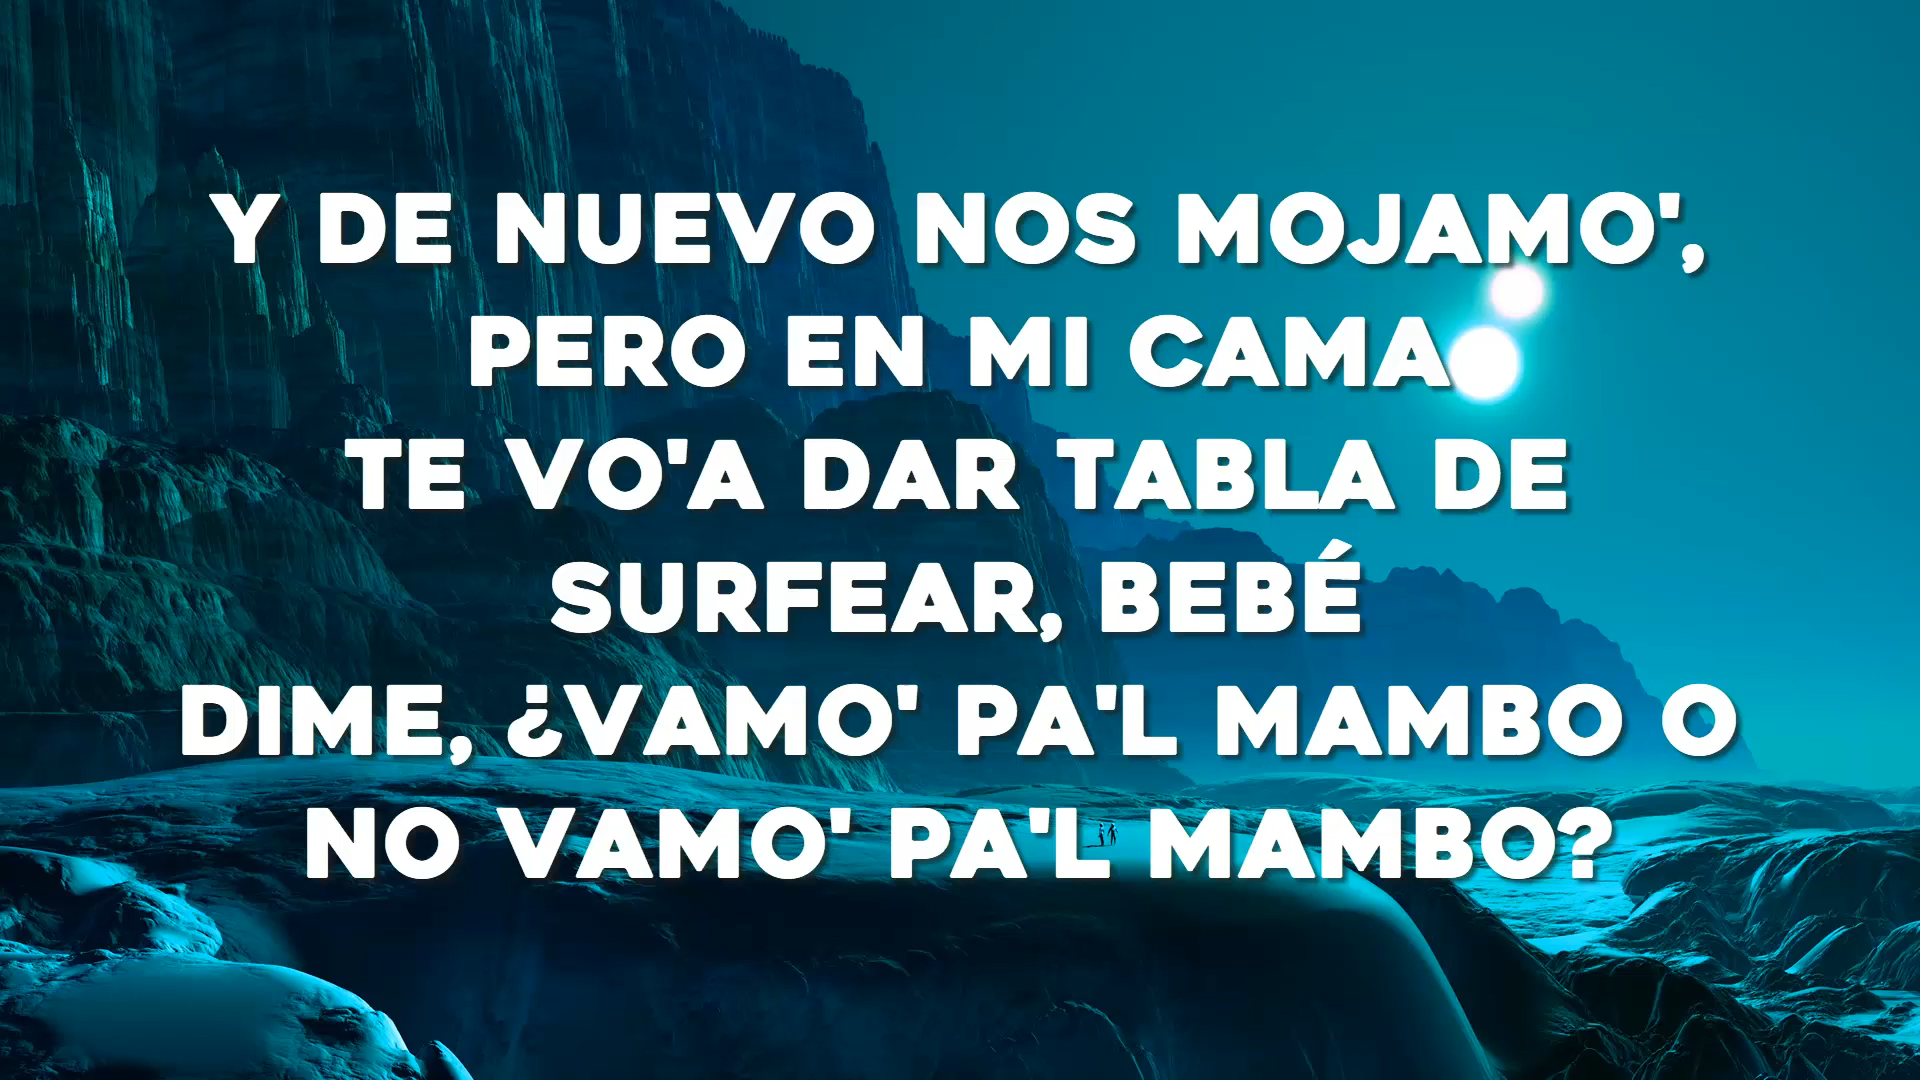 Y DE NUEVO NOS MOJAMO',
PERO EN MI CAMA
TE VO'A DAR TABLA DE
SURFEAR, BEBÉ
DIME, ¿VAMO' PA'L MAMBO O
NO VAMO' PA'L MAMBO?